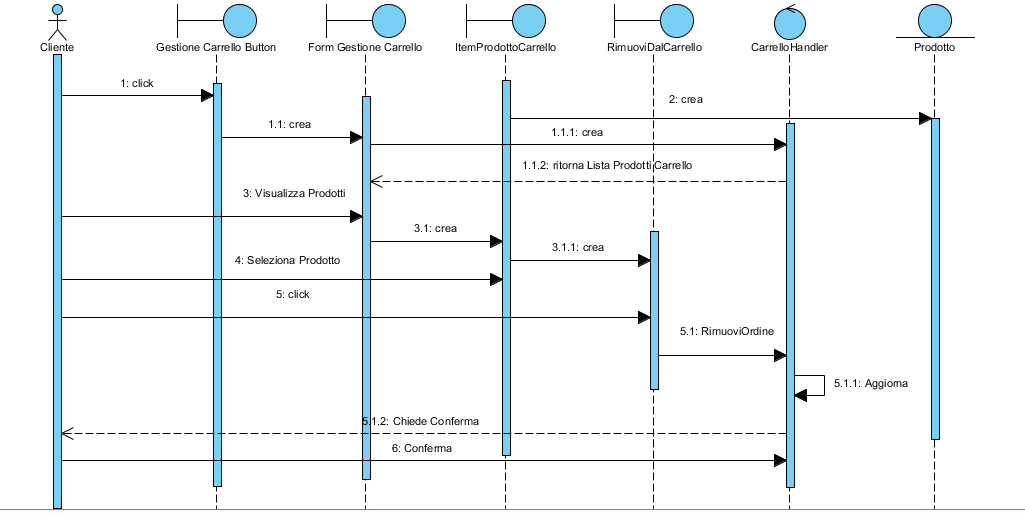 Cliente
Gestione Carrello Button
Form Gestione Carrello
ItemProdottoCarrello
RimuoviDalCarrello
CarrelloHandler
Prodotto
1: click
2: crea
1.1: crea
1.1.1: crea
1.1.2: ritorna Lista Prodotti Carrello
3: Visualizza Prodotti
3.1: crea
3.1.1: crea
4: Seleziona Prodotto
5: click
5.1: RimuoviOrdine
5.1.1: Aggiorna
5.1.2: Chiede Conferma
6: Conferma